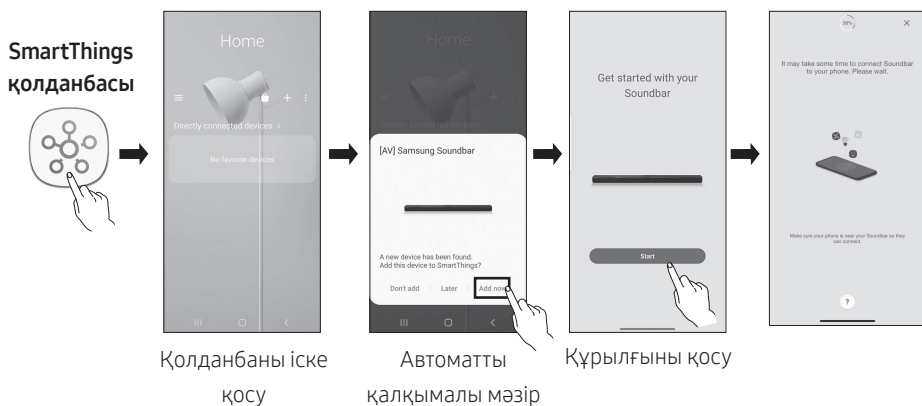 SmartThings
қолданбасы
Home
Directly connected devices >
No favorite devices
Қолданбаны іске
қосу
Home
Directly connected devices
[AV] Samsung Soundbar
A new device has been found.
Add this device to SmartThings?
Don't add Later Add now
Автоматты
қалқымалы мәзір
Get started with your
Soundbar
Start
Құрылғыны қосу
38%
It may take some time to connect Soundbar
to your phone. Please wait.
Make sure your phone is near your Soundbar so they
can connect.
?